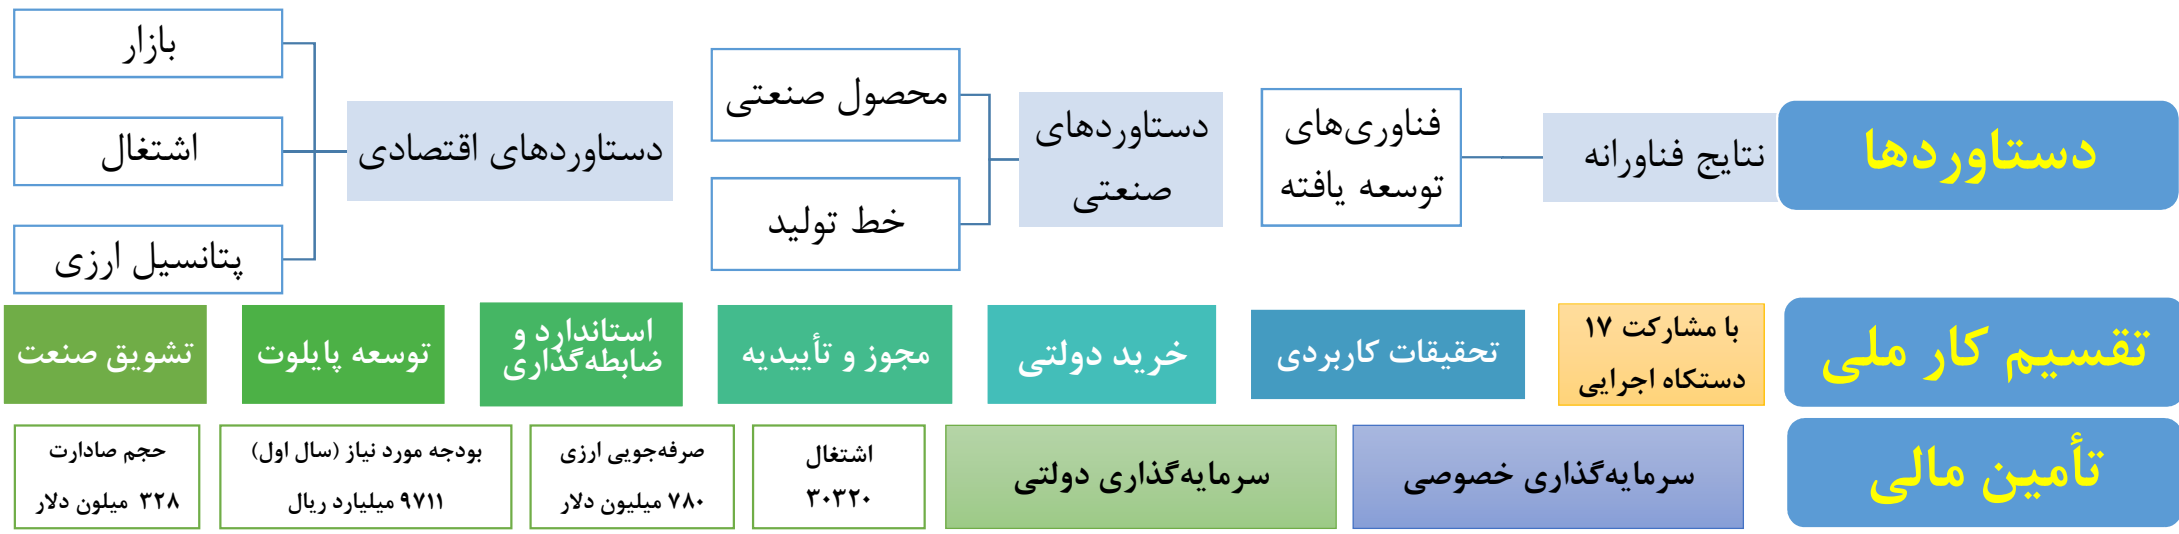 دستاوردها
نتایج فناورانه
فناوری‌های
توسعه یافته
دستاوردهای
صنعتی
محصول صنعتی
خط تولید
دستاوردهای اقتصادی
بازار
اشتغال
پتانسیل ارزی
تقسیم کار ملی
با مشارکت ۱۷
دستکاه اجرایی
تحقیقات کاربردی
خرید دولتی
مجوز و تأییدیه
استاندارد و
ضابطه‌گذاری
توسعه پایلوت
تشویق صنعت
تأمین مالی
سرمایه‌گذاری خصوصی
سرمایه‌گذاری دولتی
اشتغال
۳۰۳۲۰
صرفه‌جویی ارزی
۷۸۰ میلیون دلار
بودجه مورد نیاز (سال اول)
۹۷۱۱ میلیارد ریال
حجم صادارت
۳۲۸ میلون دلار